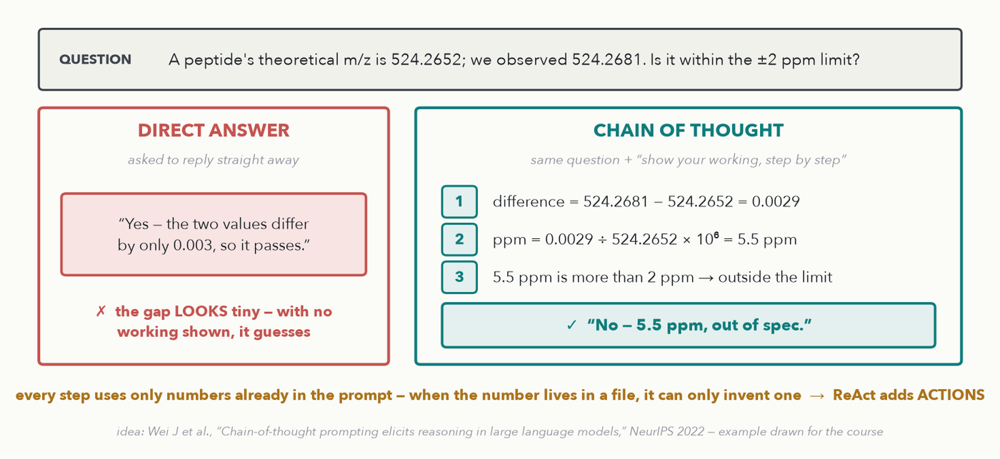 QUESTION A peptide's theoretical m/z is 524.2652; we observed 524.2681. Is it within the ±2 ppm limit?
DIRECT ANSWER
asked to reply straight away
“Yes – the two values differ
by only 0.003, so it passes.”
✗ the gap LOOKS tiny – with no
working shown, it guesses
CHAIN OF THOUGHT
same question + “show your working, step by step”
1 difference = 524.2681 − 524.2652 = 0.0029
2 ppm = 0.0029 ÷ 524.2652 × 10⁶ = 5.5 ppm
3 5.5 ppm is more than 2 ppm → outside the limit
✓ “No – 5.5 ppm, out of spec.”
every step uses only numbers already in the prompt – when the number lives in a file, it can only invent one → ReAct adds ACTIONS
idea: Wei J et al., “Chain-of-thought prompting elicits reasoning in large language models,” NeurIPS 2022 – example drawn for the course